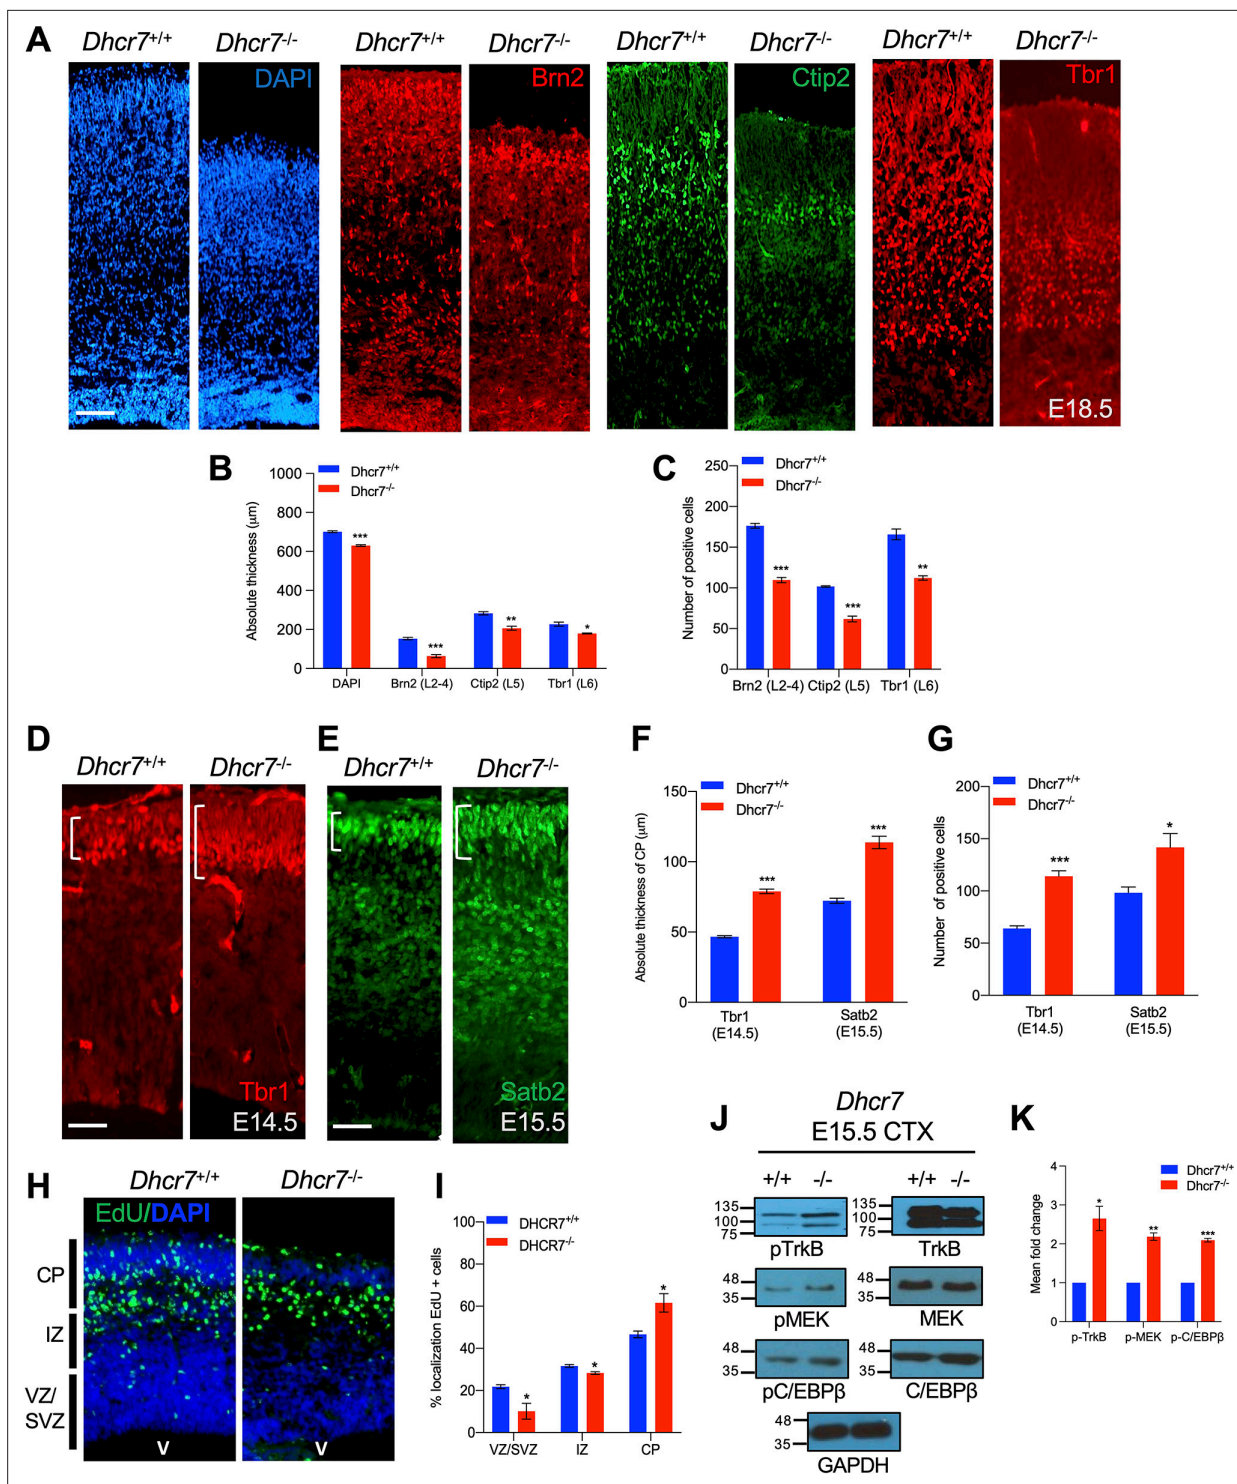 A
Dhcr7+/+ Dhcr7-/- Dhcr7+/+ Dhcr7-/- Dhcr7+/+ Dhcr7-/- Dhcr7+/+ Dhcr7-/-
DAPI Brn2 Ctip2 Tbr1
E18.5
B
Dhcr7+/+
Dhcr7-/-
Absolute thickness (μm)
1000
800
600
400
200
0
***
***
**
*
DAPI Brn2 (L2-4) Ctip2 (L5) Tbr1 (L6)
C
Dhcr7+/+
Dhcr7-/-
Number of positive cells
250
200
150
100
50
0
***
***
**
Brn2 (L2-4) Ctip2 (L5) Tbr1 (L6)
D
Dhcr7+/+ Dhcr7-/-
Tbr1
E14.5
E
Dhcr7+/+ Dhcr7-/-
Satb2
E15.5
F
Dhcr7+/+
Dhcr7-/-
Absolute thickness of CP (μm)
150
100
50
0
***
***
Tbr1 Satb2
(E14.5) (E15.5)
G
Dhcr7+/+
Dhcr7-/-
Number of positive cells
200
150
100
50
0
***
*
Tbr1 Satb2
(E14.5) (E15.5)
H
Dhcr7+/+ Dhcr7-/-
EdU/DAPI
CP
IZ
VZ/
SVZ
V V
I
DHCR7+/+
DHCR7-/-
% localization EdU + cells
100
80
60
40
20
0
*
*
*
VZ/SVZ IZ CP
J
Dhcr7
E15.5 CTX
+/+ -/- +/+ -/-
135
100
75
pTrkB
135
100
75
TrkB
48
35
pMEK
48
35
MEK
48
35
pC/EBPβ
48
35
C/EBPβ
48
35
GAPDH
K
Dhcr7+/+
Dhcr7-/-
Mean fold change
4
3
2
1
0
*
**
***
p-TrkB p-MEK p-C/EBPβ